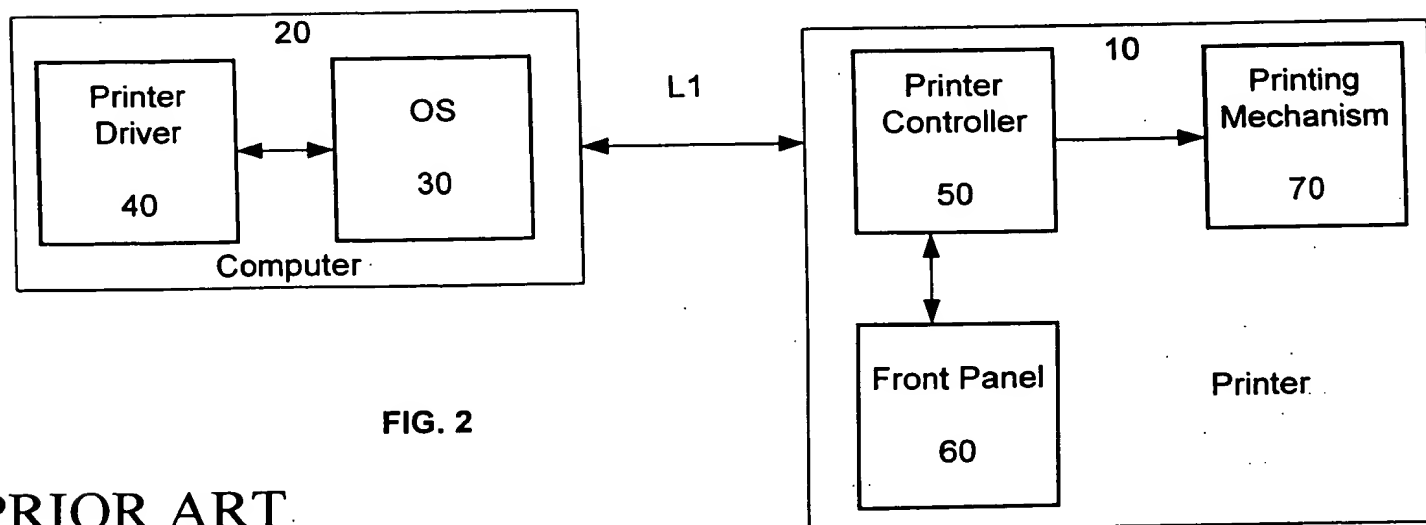 20
Printer
Driver
40
OS
30
Computer
L1
10
Printer
Controller
50
Printing
Mechanism
70
Front Panel
60
Printer
FIG. 2
PRIOR ART